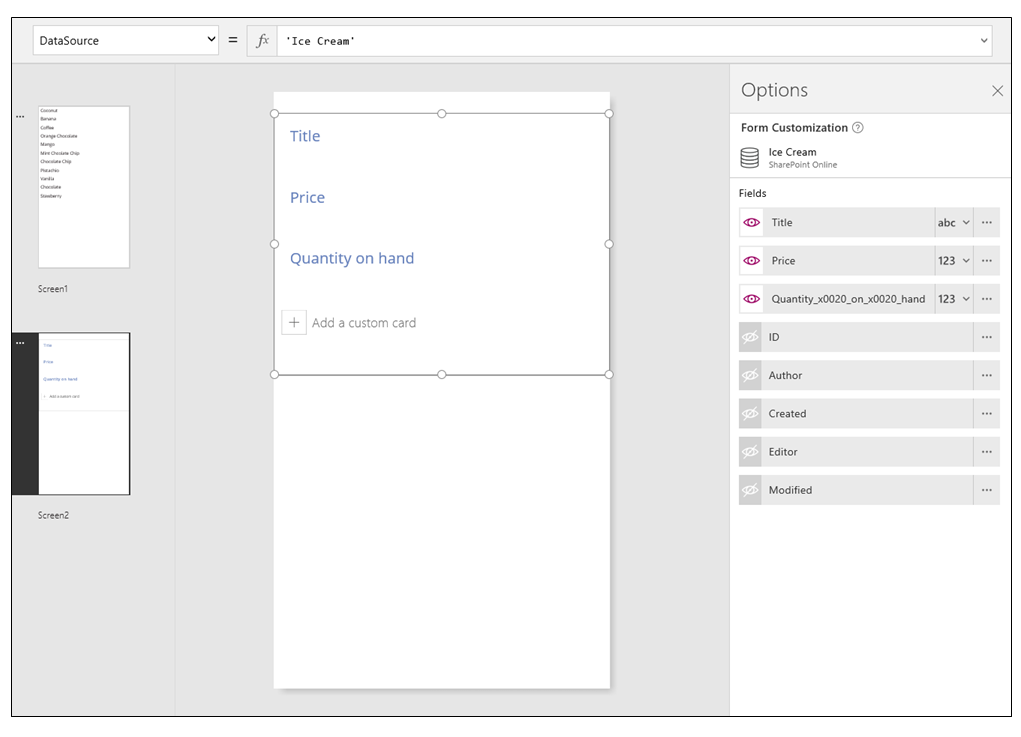 DataSource = fx 'Ice Cream'
Coconut
Banana
Coffee
Orange Chocolate
Mango
Mint Chocolate Chip
Chocolate Chip
Pistachio
Vanilla
Chocolate
Strawberry
Screen1
Title
Price
Quantity on hand
+ Add a custom card
Screen2
Title
Price
Quantity on hand
+ Add a custom card
Options
Form Customization ?
Ice Cream
SharePoint Online
Fields
Title abc
Price 123
Quantity_x0020_on_x0020_hand 123
ID
Author
Created
Editor
Modified